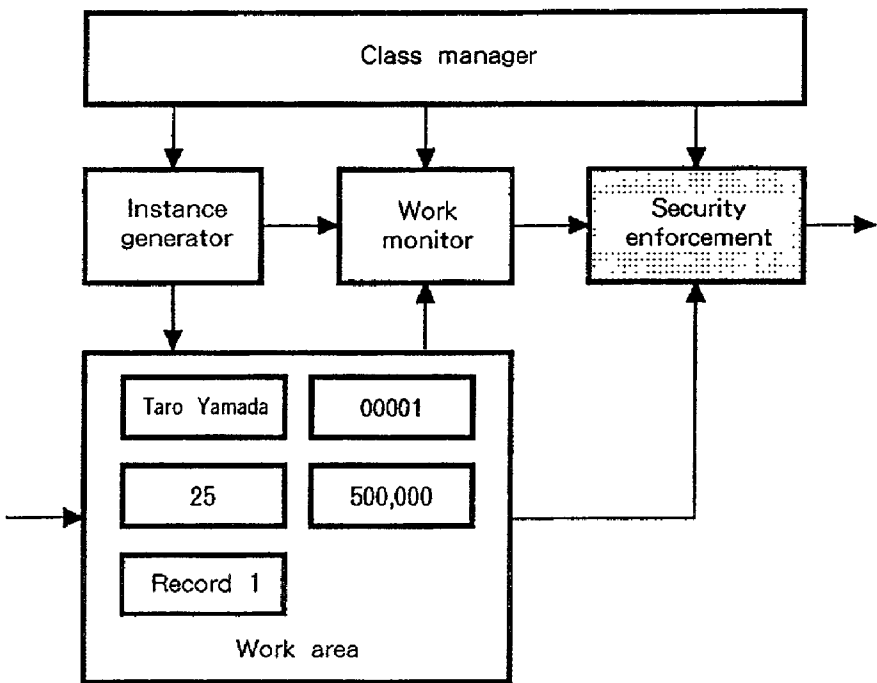 Class manager
Instance
generator
Work
monitor
Security
enforcement
Taro Yamada
00001
25
500,000
Record 1
Work area